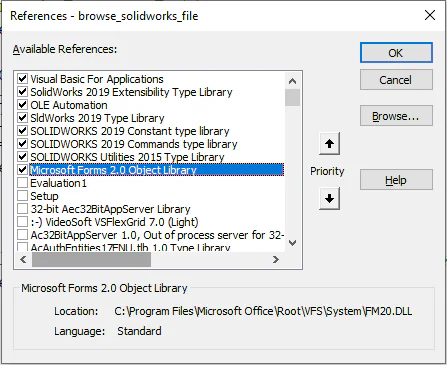 References - browse_solidworks_file
Available References:
OK
Visual Basic For Applications
SolidWorks 2019 Extensibility Type Library
Cancel
OLE Automation
SldWorks 2019 Type Library
SOLIDWORKS 2019 Constant type library
Browse...
SOLIDWORKS 2019 Commands type library
SOLIDWORKS Utilities 2015 Type Library
Microsoft Forms 2.0 Object Library
Priority
Evaluation1
Help
Setup
32-bit Aec32BitAppServer Library
:-) VideoSoft VSFlexGrid 7.0 (Light)
Ac32BitAppServer 1.0, Out of process server for 32-
AcAuthEntities17ENU.tlb 1.0 Type Library
Microsoft Forms 2.0 Object Library
Location: C:\Program Files\Microsoft Office\Root\VFS\System\FM20.DLL
Language: Standard